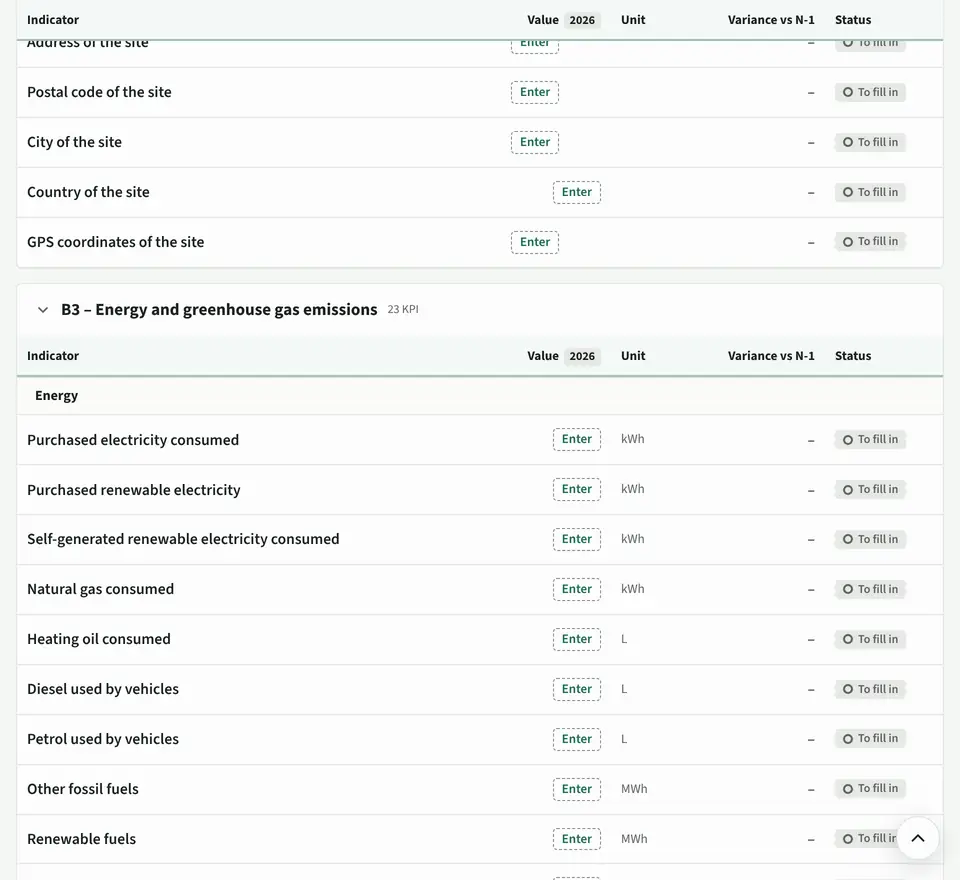 Indicator Value 2026 Unit Variance vs N-1 Status
Address of the site Enter – To fill in
Postal code of the site Enter – To fill in
City of the site Enter – To fill in
Country of the site Enter – To fill in
GPS coordinates of the site Enter – To fill in
B3 – Energy and greenhouse gas emissions 23 KPI
Indicator Value 2026 Unit Variance vs N-1 Status
Energy
Purchased electricity consumed Enter kWh – To fill in
Purchased renewable electricity Enter kWh – To fill in
Self-generated renewable electricity consumed Enter kWh – To fill in
Natural gas consumed Enter kWh – To fill in
Heating oil consumed Enter L – To fill in
Diesel used by vehicles Enter L – To fill in
Petrol used by vehicles Enter L – To fill in
Other fossil fuels Enter MWh – To fill in
Renewable fuels Enter MWh – To fill in